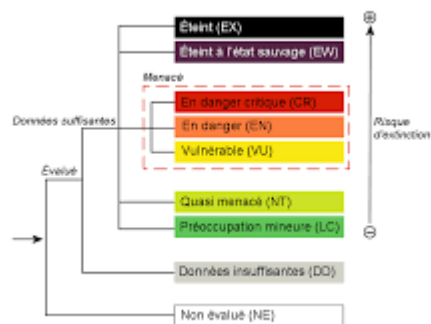 Éteint (EX)
Éteint à l'état sauvage (EW)
Menacé
En danger critique (CR)
Données suffisantes
En danger (EN)
Risque
d'extinction
Vulnérable (VU)
Évalué
Quasi menacé (NT)
Préoccupation mineure (LC)
Données insuffisantes (DD)
Non évalué (NE)